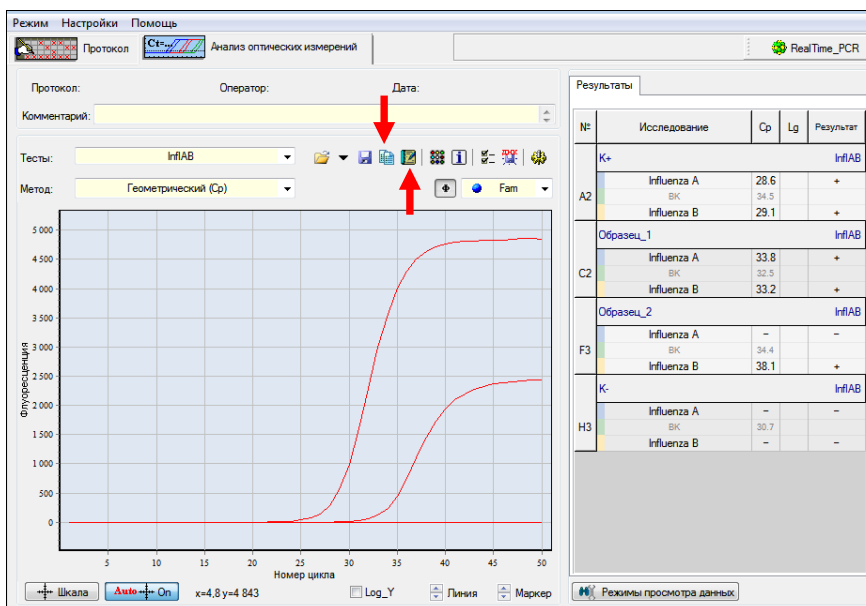 Режим Настройки Помощь
Протокол
Ct=..
Анализ оптических измерений
RealTime_PCR
Протокол: Оператор: Дата:
Комментарий:
Тесты: InflAB
Метод: Геометрический (Cp)
Ф Fam
5 000
4 500
4 000
3 500
3 000
2 500
2 000
1 500
1 000
500
0
Флуоресценция
5 10 15 20 25 30 35 40 45 50
Номер цикла
Шкала
Auto On
x=4,8 y=4 843
Log_Y
Линия
Маркер
Результаты
№ Исследование Cp Lg Результат
K+ InflAB
A2
Influenza A 28.6 +
ВК 34.5
Influenza B 29.1 +
Образец_1 InflAB
C2
Influenza A 33.8 +
ВК 32.5
Influenza B 33.2 +
Образец_2 InflAB
F3
Influenza A – –
ВК 34.4
Influenza B 38.1 +
K- InflAB
H3
Influenza A – –
ВК 30.7
Influenza B – –
Режимы просмотра данных